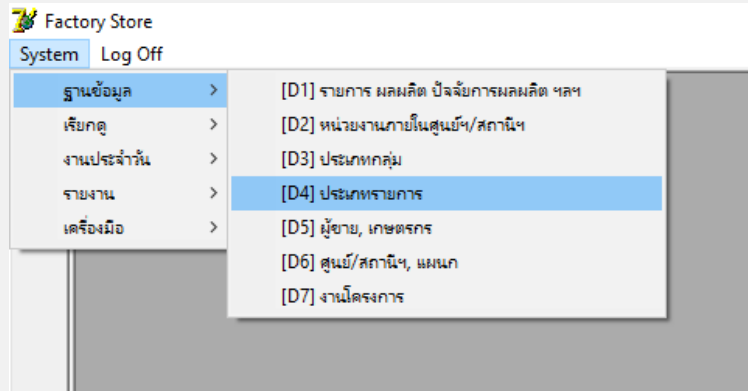 Factory Store
System Log Off
ฐานข้อมูล
เรียกดู
งานประจำวัน
รายงาน
เครื่องมือ
[D1] รายการ ผลผลิต ปัจจัยการผลผลิต ฯลฯ
[D2] หน่วยงานภายในศูนย์ฯ/สถานีฯ
[D3] ประเภทกลุ่ม
[D4] ประเภทรายการ
[D5] ผู้ขาย, เกษตรกร
[D6] ศูนย์/สถานีฯ, แผนก
[D7] งานโครงการ